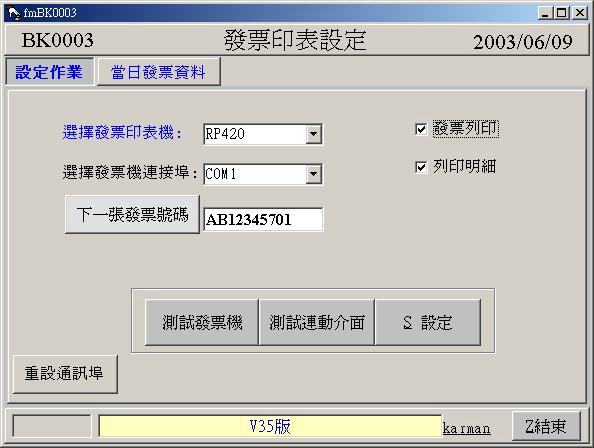 fmBK0003
BK0003 發票印表設定 2003/06/09
設定作業 當日發票資料
選擇發票印表機: RP420 發票列印
選擇發票機連接埠: COM1 列印明細
下一張發票號碼 AB12345701
測試發票機 測試連動介面 S 設定
重設通訊埠
V35版 karman Z結束